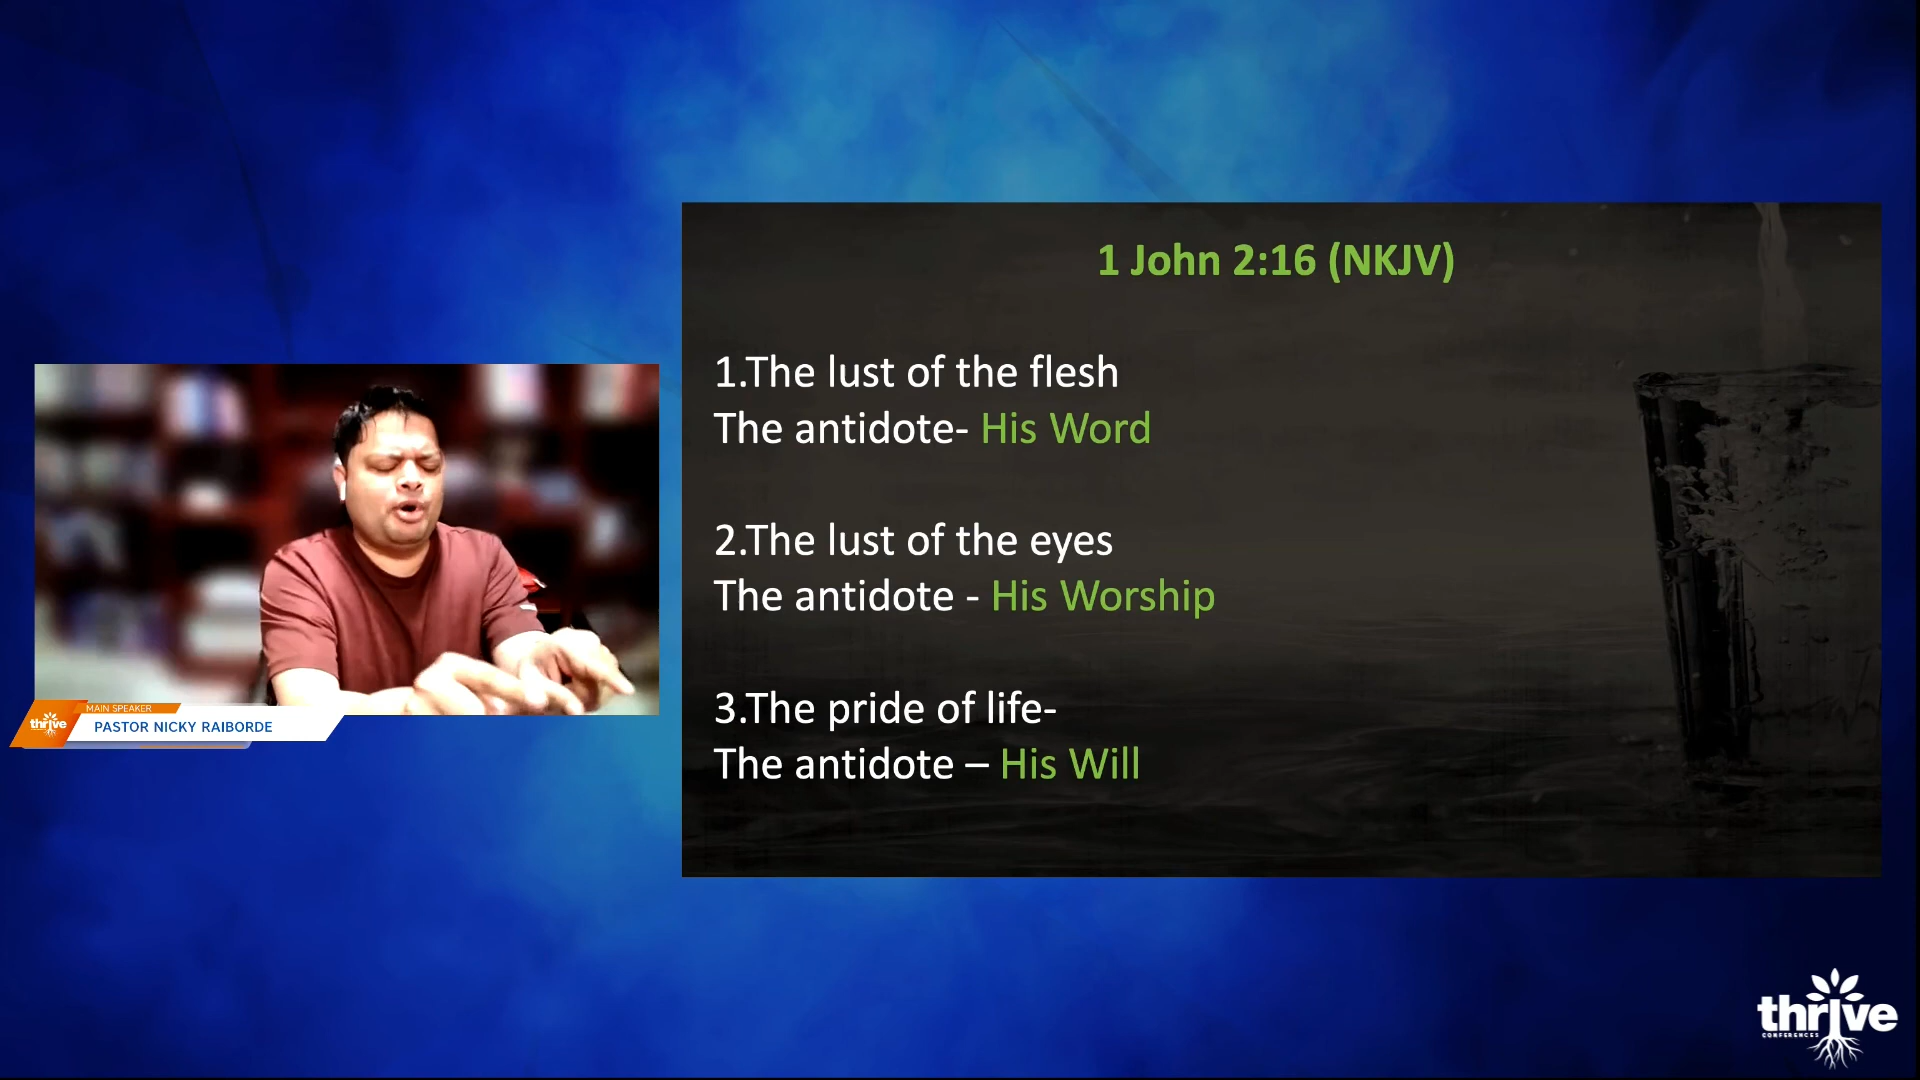 1 John 2:16 (NKJV)
1.The lust of the flesh
The antidote- His Word
2.The lust of the eyes
The antidote - His Worship
3.The pride of life-
The antidote – His Will
MAIN SPEAKER
thrive
PASTOR NICKY RAIBORDE
thrive
CONFERENCES